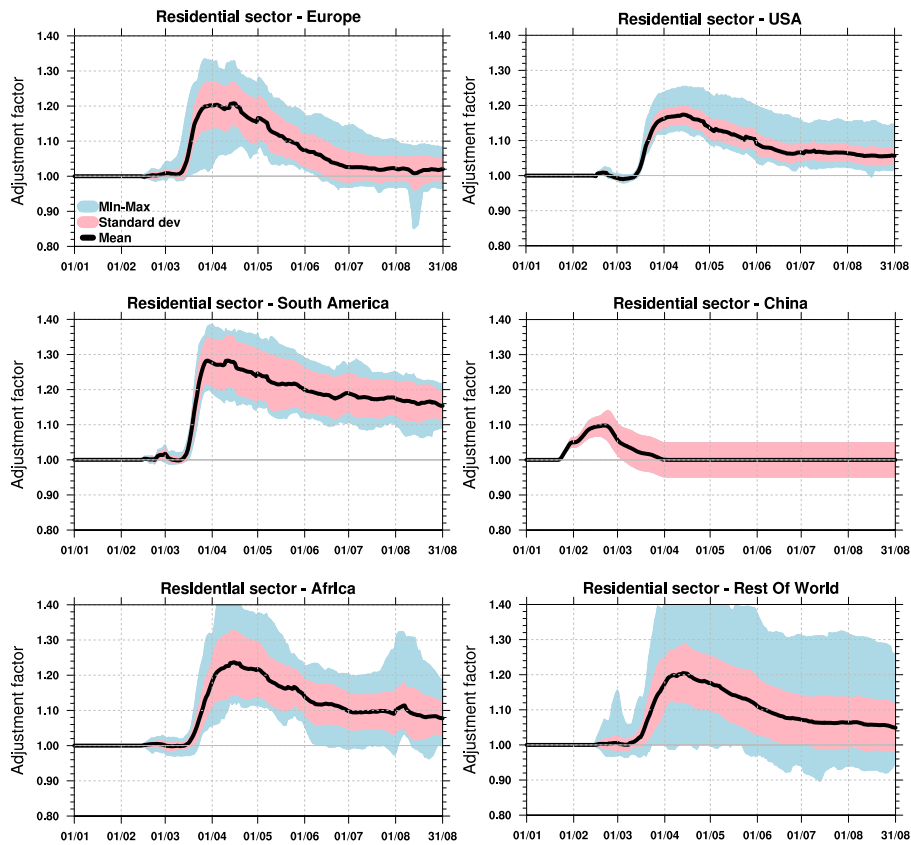 Residential sector - Europe
Adjustment factor
1.40
1.30
1.20
1.10
1.00
0.90
0.80
MIn-Max
Standard dev
Mean
01/01 01/02 01/03 01/04 01/05 01/06 01/07 01/08 31/08
Residential sector - USA
Adjustment factor
1.40
1.30
1.20
1.10
1.00
0.90
0.80
01/01 01/02 01/03 01/04 01/05 01/06 01/07 01/08 31/08
Residential sector - South America
Adjustment factor
1.40
1.30
1.20
1.10
1.00
0.90
0.80
01/01 01/02 01/03 01/04 01/05 01/06 01/07 01/08 31/08
Residential sector - China
Adjustment factor
1.40
1.30
1.20
1.10
1.00
0.90
0.80
01/01 01/02 01/03 01/04 01/05 01/06 01/07 01/08 31/08
Residential sector - Africa
Adjustment factor
1.40
1.30
1.20
1.10
1.00
0.90
0.80
01/01 01/02 01/03 01/04 01/05 01/06 01/07 01/08 31/08
Residential sector - Rest Of World
Adjustment factor
1.40
1.30
1.20
1.10
1.00
0.90
0.80
01/01 01/02 01/03 01/04 01/05 01/06 01/07 01/08 31/08